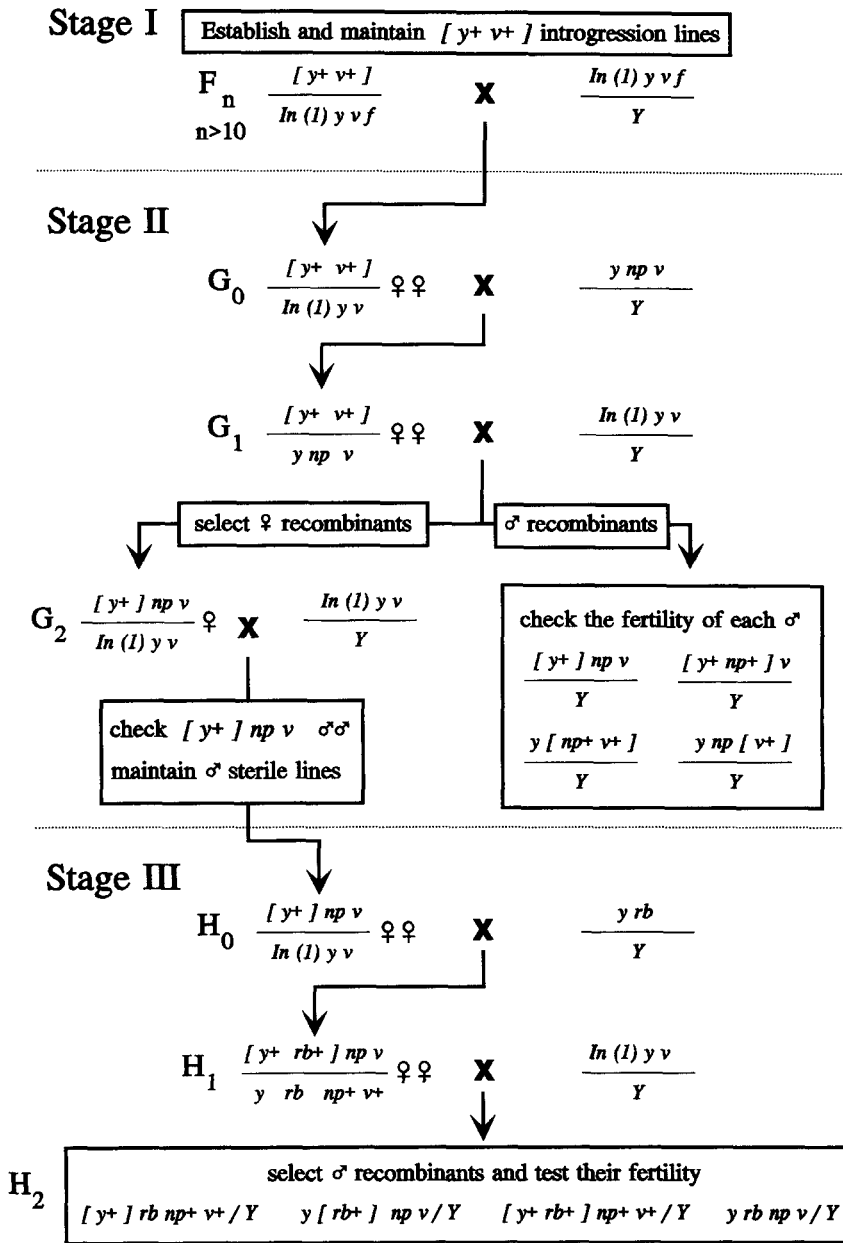 Stage I
Establish and maintain [ y+ v+ ] introgression lines
F n n>10
[ y+ v+ ]
In (1) y v f
X
In (1) y v f
Y
Stage II
G 0
[ y+ v+ ]
In (1) y v
♀♀
X
y np v
Y
G 1
[ y+ v+ ]
y np v
♀♀
X
In (1) y v
Y
select ♀ recombinants
♂ recombinants
G 2
[ y+ ] np v
In (1) y v
♀
X
In (1) y v
Y
check [ y+ ] np v ♂♂
maintain ♂ sterile lines
check the fertility of each ♂
[ y+ ] np v
Y
[ y+ np+ ] v
Y
y [ np+ v+ ]
Y
y np [ v+ ]
Y
Stage III
H 0
[ y+ ] np v
In (1) y v
♀♀
X
y rb
Y
H 1
[ y+ rb+ ] np v
y rb np+ v+
♀♀
X
In (1) y v
Y
H 2
select ♂ recombinants and test their fertility
[ y+ ] rb np+ v+ / Y y [ rb+ ] np v / Y [ y+ rb+ ] np+ v+ / Y y rb np v / Y